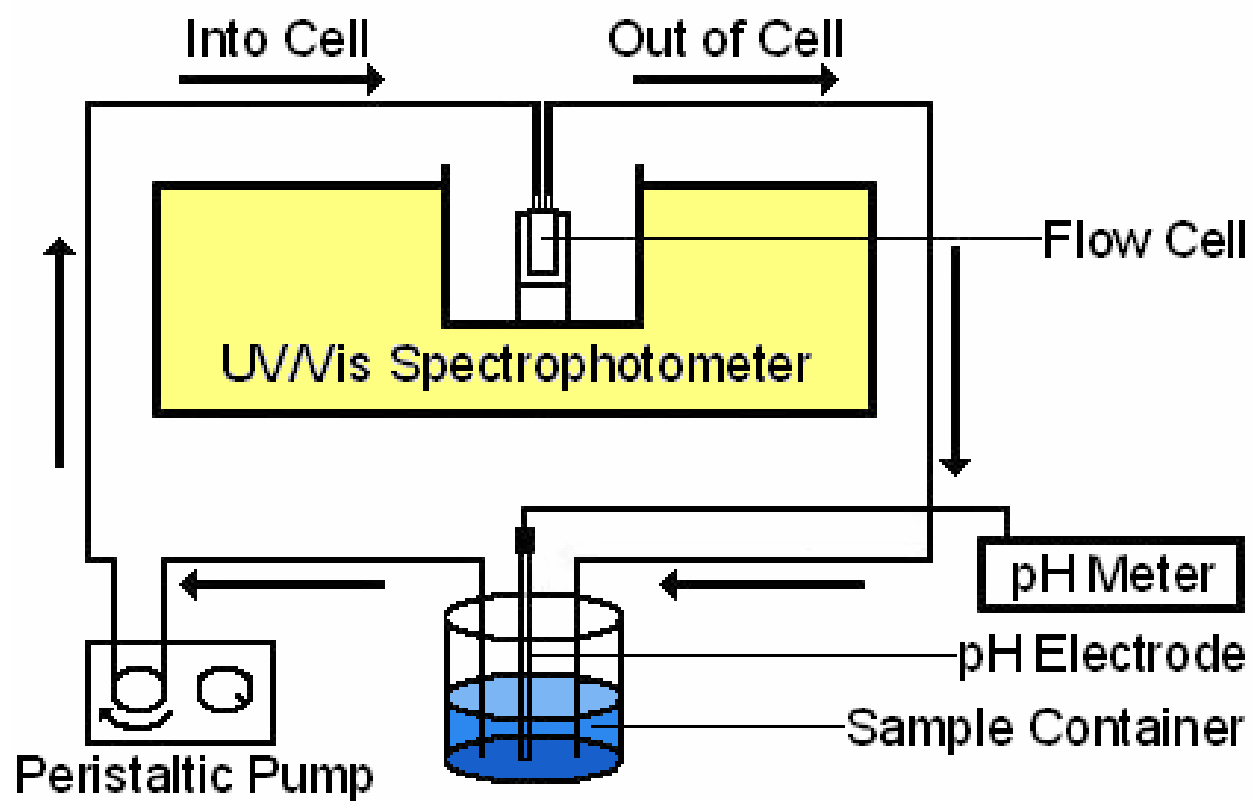 Into Cell
Out of Cell
Flow Cell
UV/Vis Spectrophotometer
pH Meter
pH Electrode
Sample Container
Peristaltic Pump